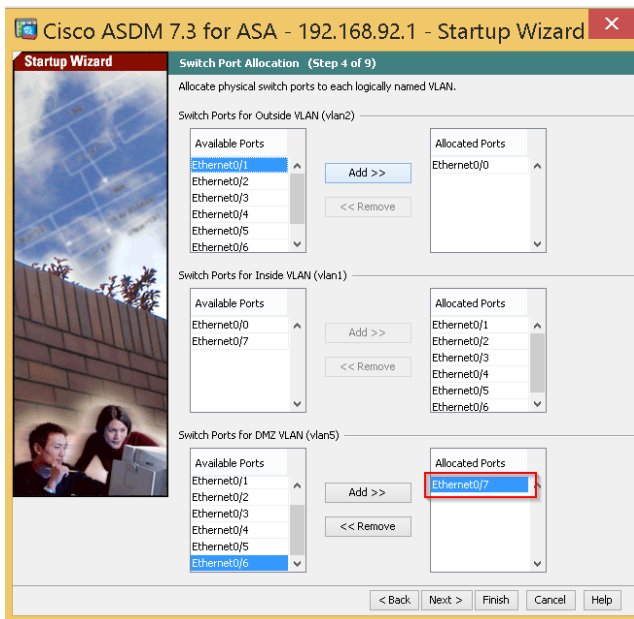 Cisco ASDM 7.3 for ASA - 192.168.92.1 - Startup Wizard
Startup Wizard
Switch Port Allocation (Step 4 of 9)
Allocate physical switch ports to each logically named VLAN.
Switch Ports for Outside VLAN (vlan2)
Available Ports
Ethernet0/1
Ethernet0/2
Ethernet0/3
Ethernet0/4
Ethernet0/5
Ethernet0/6
Add >>
<< Remove
Allocated Ports
Ethernet0/0
Switch Ports for Inside VLAN (vlan1)
Available Ports
Ethernet0/0
Ethernet0/7
Add >>
<< Remove
Allocated Ports
Ethernet0/1
Ethernet0/2
Ethernet0/3
Ethernet0/4
Ethernet0/5
Ethernet0/6
Switch Ports for DMZ VLAN (vlan5)
Available Ports
Ethernet0/1
Ethernet0/2
Ethernet0/3
Ethernet0/4
Ethernet0/5
Ethernet0/6
Add >>
<< Remove
Allocated Ports
Ethernet0/7
< Back Next > Finish Cancel Help